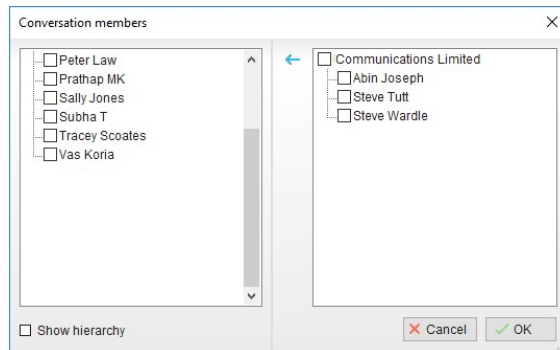 Conversation members
Peter Law
Prathap MK
Sally Jones
Subha T
Tracey Scoates
Vas Koria
Communications Limited
Abin Joseph
Steve Tutt
Steve Wardle
Show hierarchy
Cancel
OK